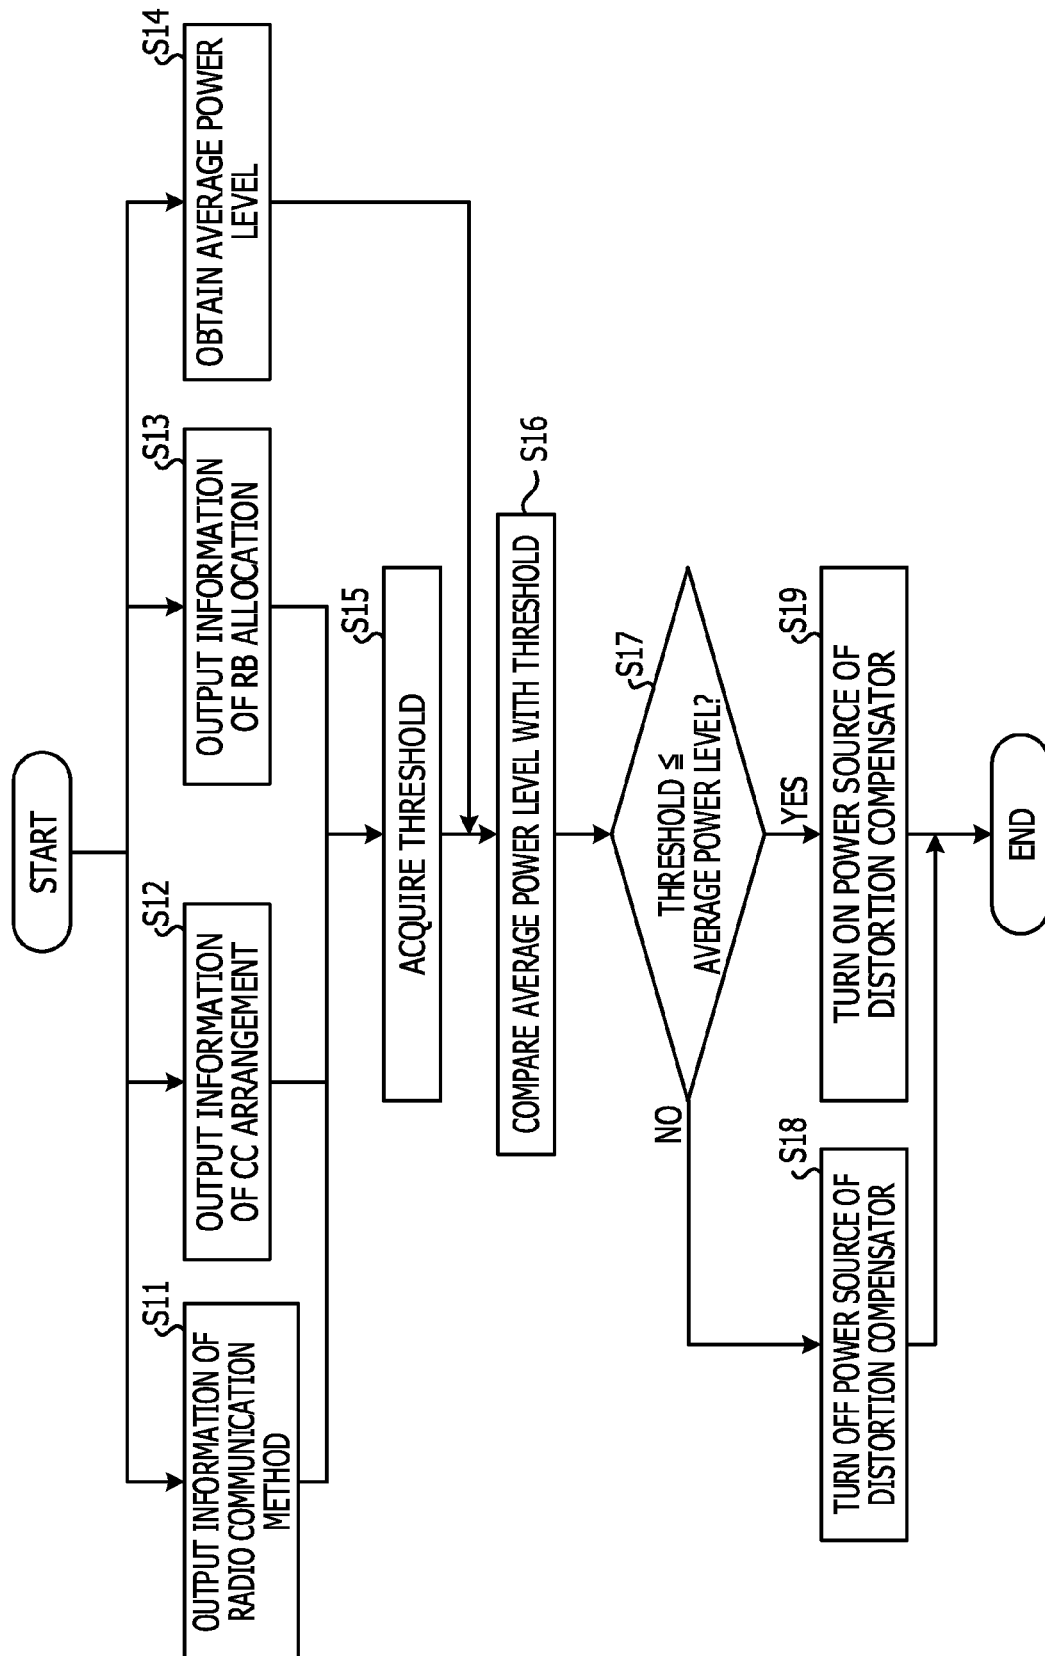 START
S11
OUTPUT INFORMATION OF
RADIO COMMUNICATION
METHOD
S12
OUTPUT INFORMATION
OF CC ARRANGEMENT
S13
OUTPUT INFORMATION
OF RB ALLOCATION
S14
OBTAIN AVERAGE POWER
LEVEL
S15
ACQUIRE THRESHOLD
S16
COMPARE AVERAGE POWER LEVEL WITH THRESHOLD
S17
THRESHOLD ≦
AVERAGE POWER LEVEL?
NO
YES
S18
TURN OFF POWER SOURCE OF
DISTORTION COMPENSATOR
S19
TURN ON POWER SOURCE OF
DISTORTION COMPENSATOR
END